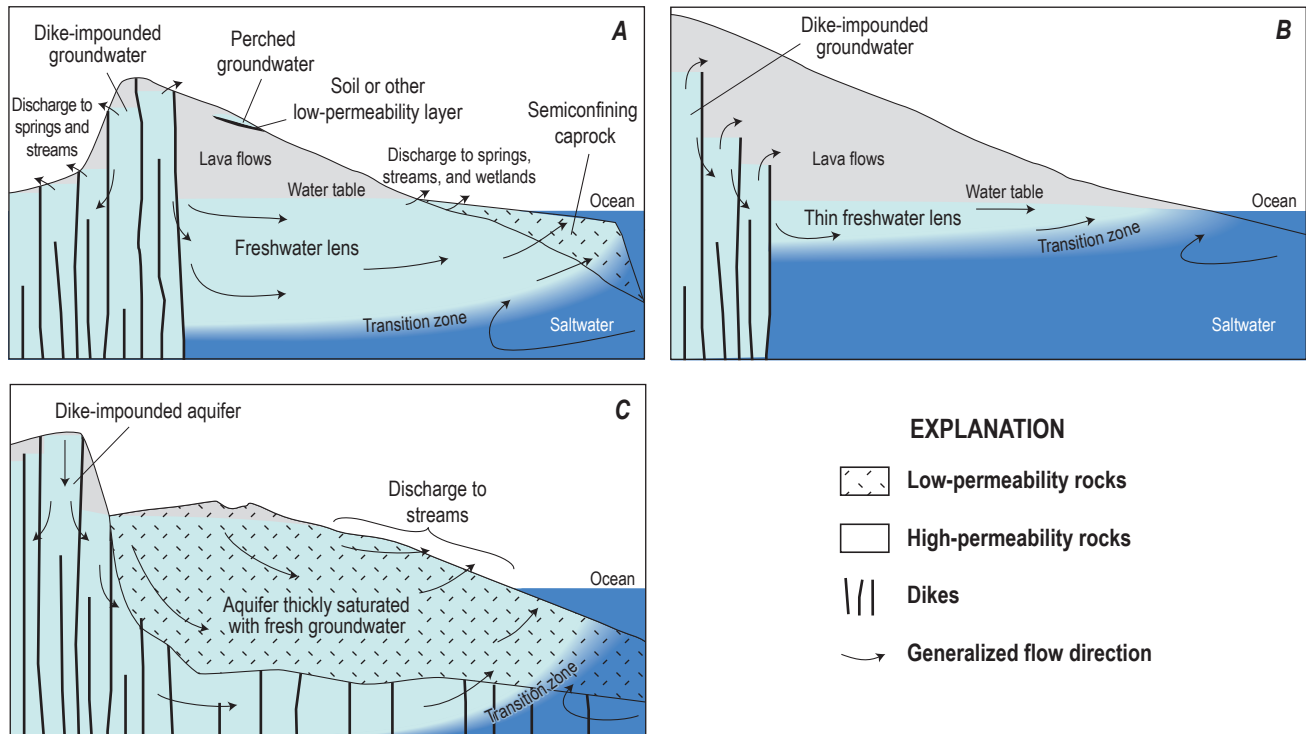 A
Dike-impounded
groundwater
Perched
groundwater
Soil or other
low-permeability layer
Semiconfining
caprock
Discharge to
springs and
streams
Lava flows
Discharge to springs,
streams, and wetlands
Water table
Ocean
Freshwater lens
Transition zone
Saltwater
B
Dike-impounded
groundwater
Lava flows
Water table
Ocean
Thin freshwater lens
Transition zone
Saltwater
C
Dike-impounded aquifer
Discharge to
streams
Ocean
Aquifer thickly saturated
with fresh groundwater
Transition zone
EXPLANATION
Low-permeability rocks
High-permeability rocks
Dikes
Generalized flow direction